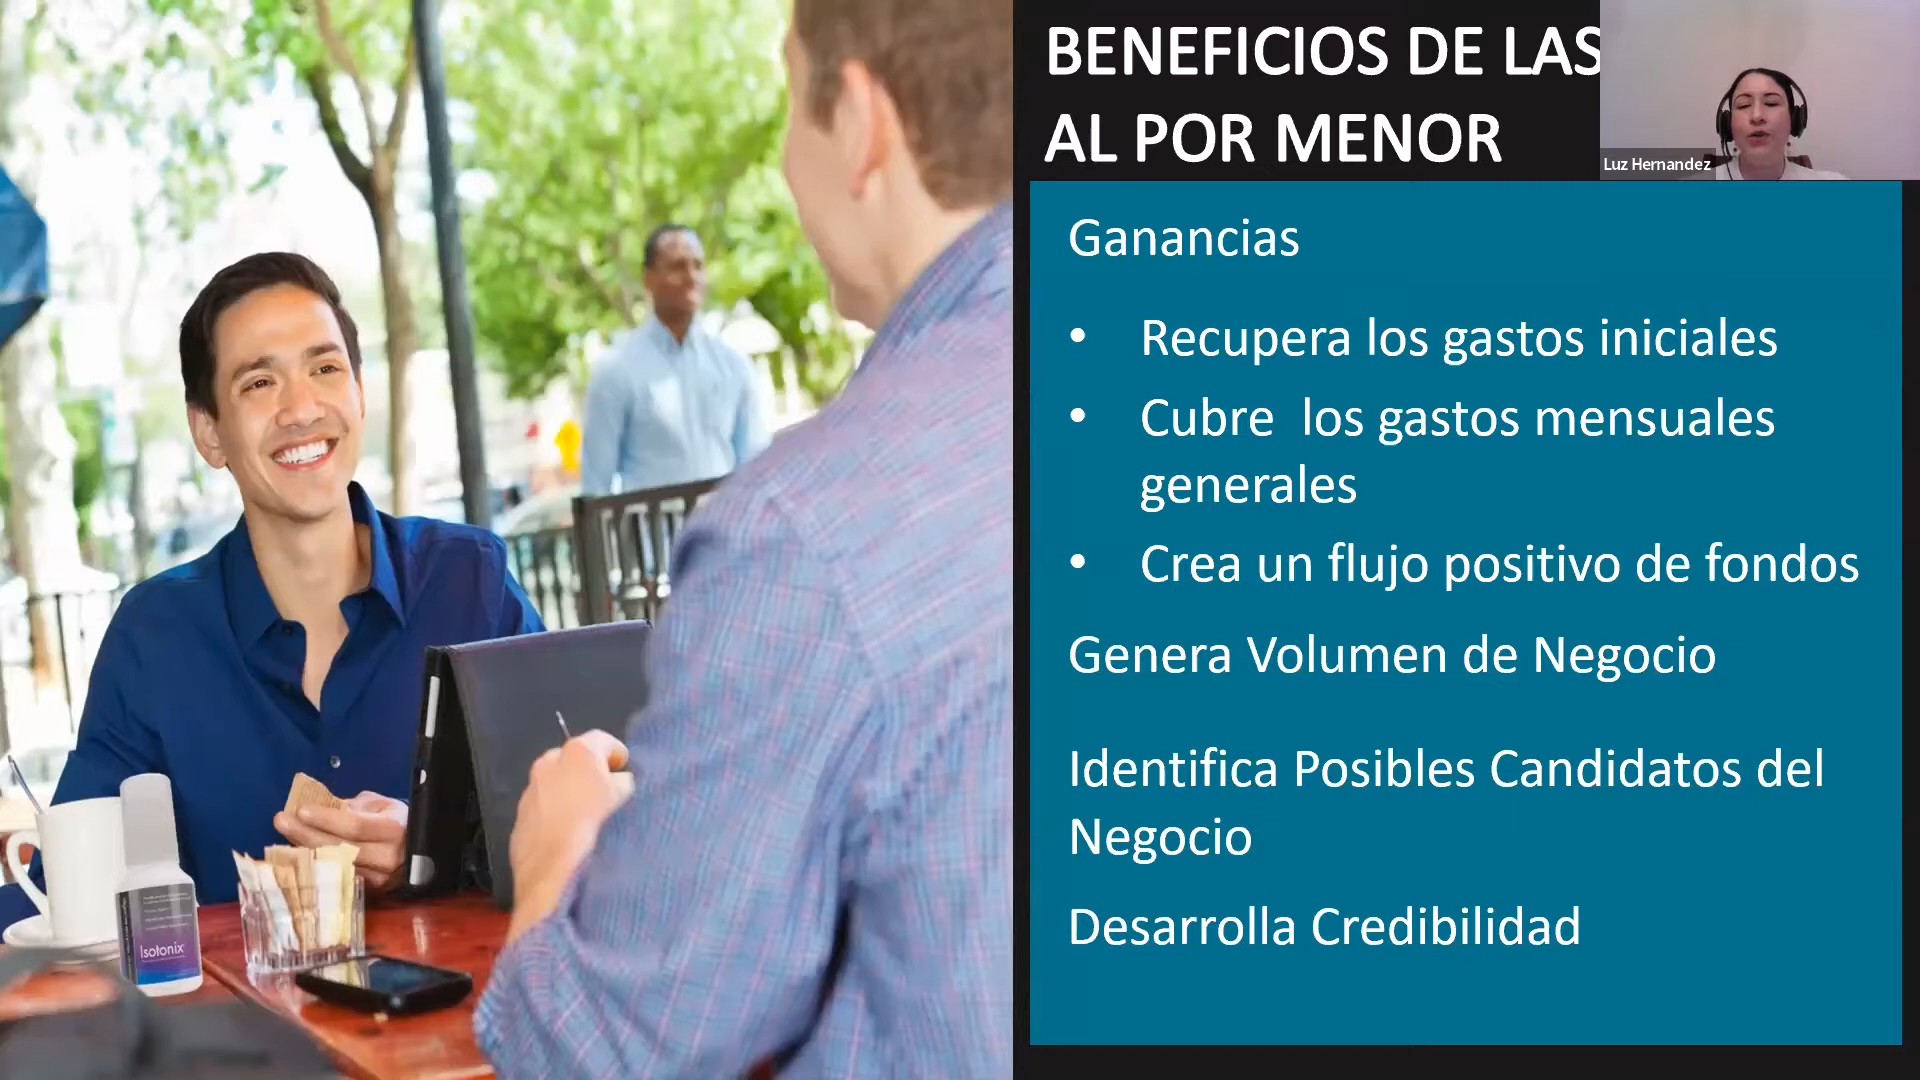 BENEFICIOS DE LAS
AL POR MENOR
Luz Hernandez
Ganancias
• Recupera los gastos iniciales
• Cubre  los gastos mensuales
generales
• Crea un flujo positivo de fondos
Genera Volumen de Negocio
Identifica Posibles Candidatos del
Negocio
Desarrolla Credibilidad
Isotonix